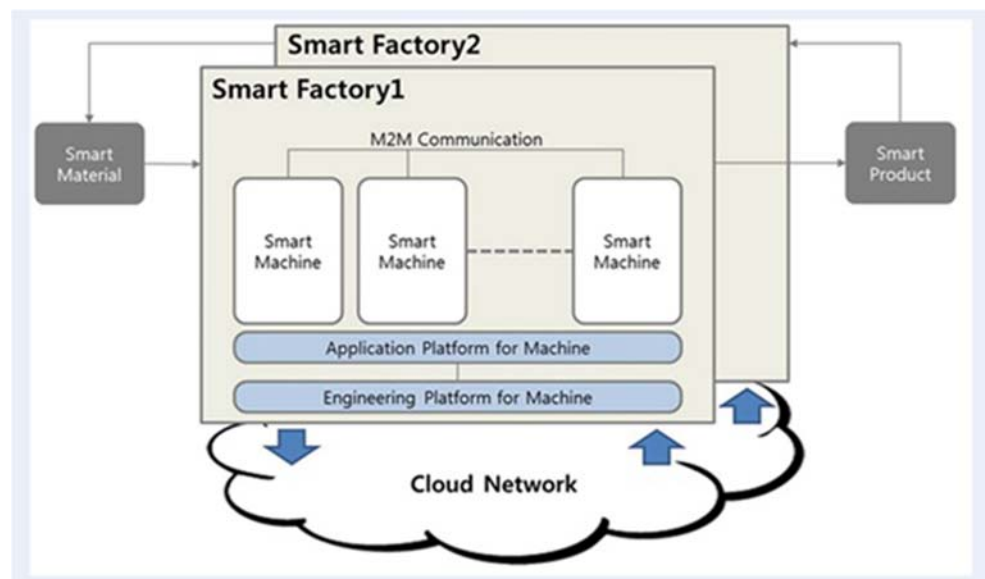 Smart Factory2
Smart Factory1
M2M Communication
Smart
Material
Smart
Product
Smart
Machine
Smart
Machine
Smart
Machine
Application Platform for Machine
Engineering Platform for Machine
Cloud Network